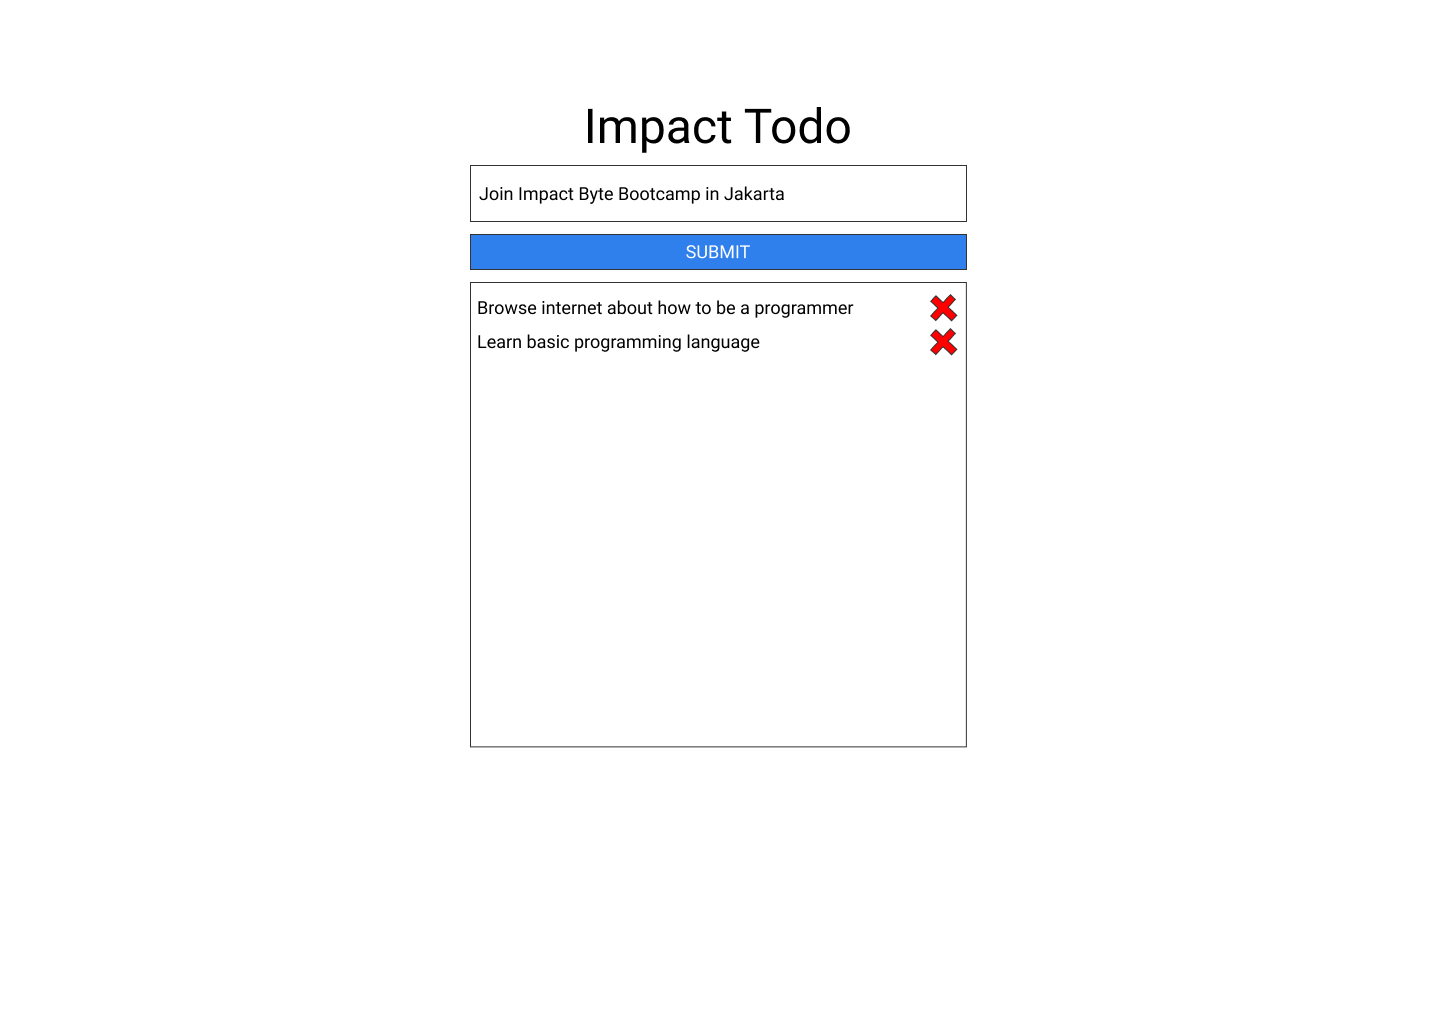 Impact Todo
Join Impact Byte Bootcamp in Jakarta
SUBMIT
Browse internet about how to be a programmer
Learn basic programming language